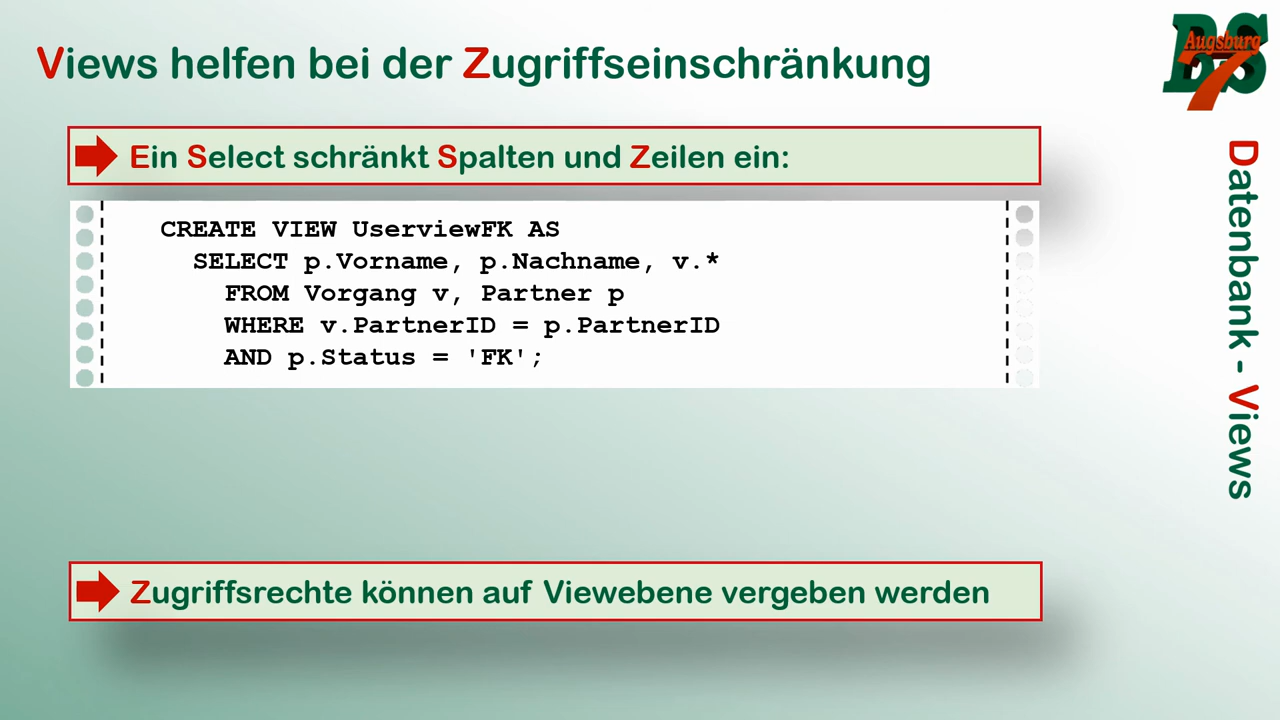 Views helfen bei der Zugriffseinschränkung
Ein Select schränkt Spalten und Zeilen ein:
CREATE VIEW UserviewFK AS
SELECT p.Vorname, p.Nachname, v.*
FROM Vorgang v, Partner p
WHERE v.PartnerID = p.PartnerID
AND p.Status = 'FK';
Zugriffsrechte können auf Viewebene vergeben werden
Datenbank - Views
BS
Augsburg
7